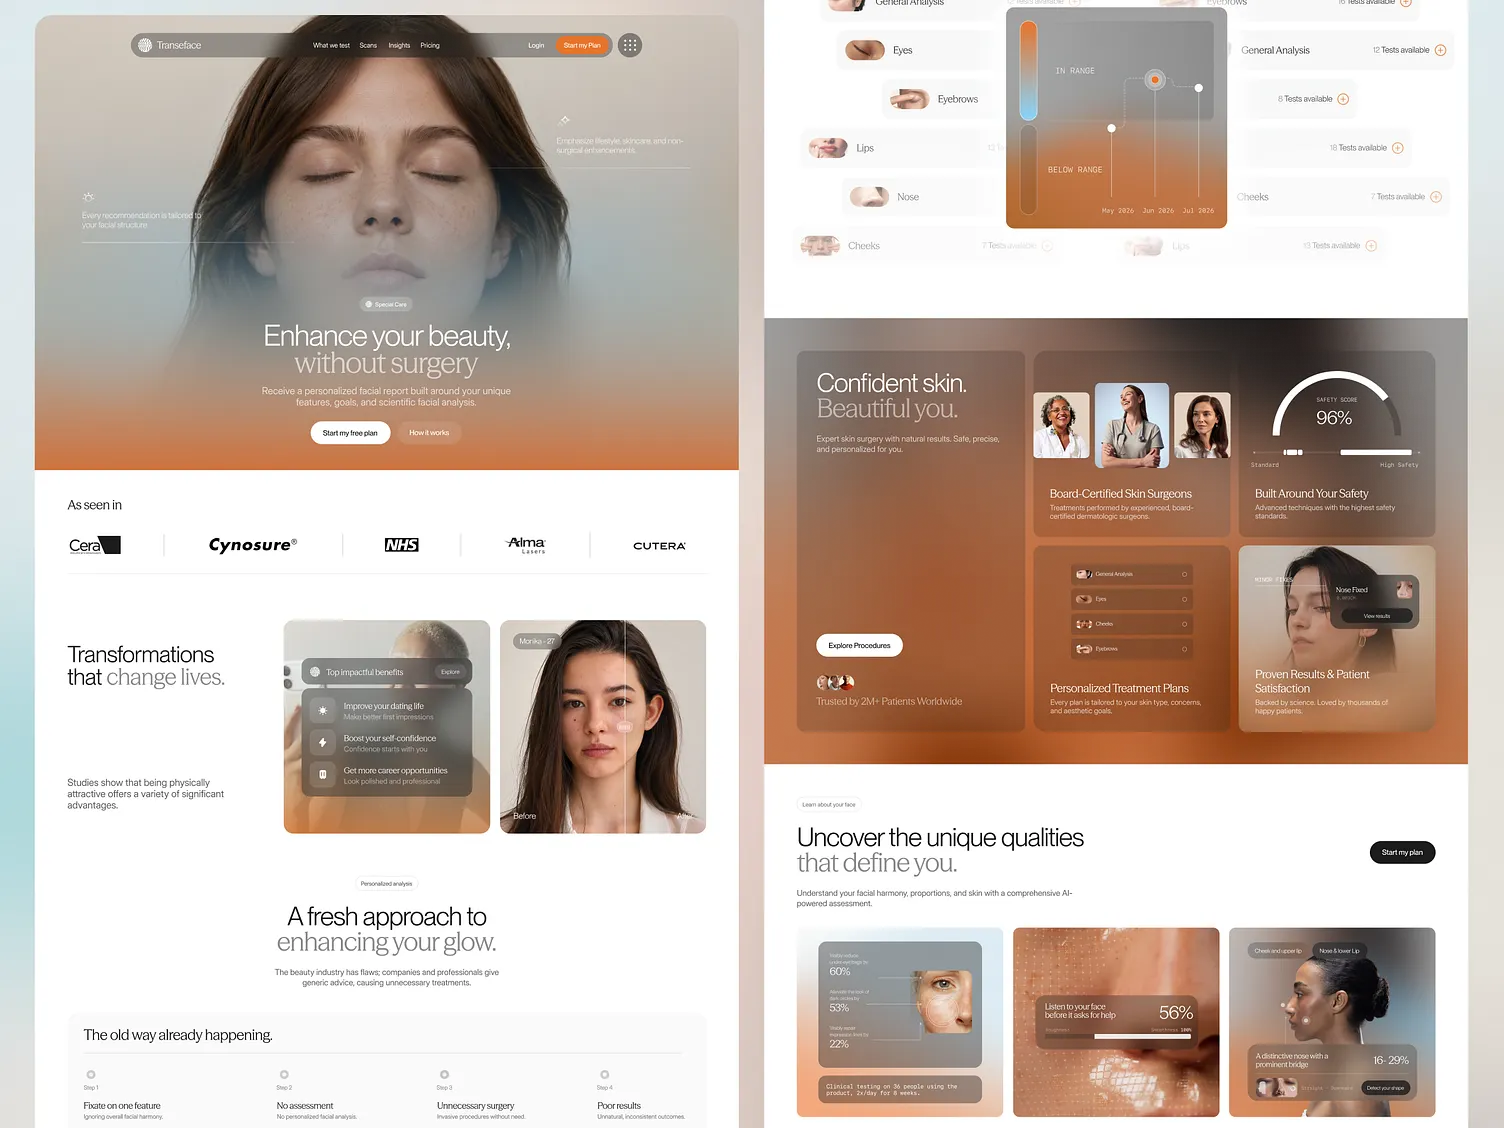 Transeface
What we test
Scans
Insights
Pricing
Login
Start my Plan
Emphasize lifestyle, skincare, and non-
surgical enhancements.
Every recommendation is tailored to
your facial structure
Special Care
Enhance your beauty,
without surgery
Receive a personalized facial report built around your unique
features, goals, and scientific facial analysis.
Start my free plan
How it works
As seen in
Cera
Cynosure®
NHS
Alma
Lasers
CUTERA
Transformations
that change lives.
Studies show that being physically
attractive offers a variety of significant
advantages.
Top impactful benefits
Explore
Improve your dating life
Make better first impressions
Boost your self-confidence
Confidence starts with you
Get more career opportunities
Look polished and professional
Monika - 27
Before
After
Personalized analysis
A fresh approach to
enhancing your glow.
The beauty industry has flaws; companies and professionals give
generic advice, causing unnecessary treatments.
The old way already happening.
Step 1
Fixate on one feature
Ignoring overall facial harmony.
Step 2
No assessment
No personalized facial analysis.
Step 3
Unnecessary surgery
Invasive procedures without need.
Step 4
Poor results
Unnatural, inconsistent outcomes.
General Analysis
Tests available
Eyebrows
16 Tests available
Eyes
General Analysis
12 Tests available
Eyebrows
8 Tests available
Lips
18 Tests available
Nose
Cheeks
7 Tests available
Cheeks
7 Tests available
Lips
13 Tests available
IN RANGE
BELOW RANGE
May 2026
Jun 2026
Jul 2026
Confident skin.
Beautiful you.
Expert skin surgery with natural results. Safe, precise,
and personalized for you.
Explore Procedures
Trusted by 2M+ Patients Worldwide
Board-Certified Skin Surgeons
Treatments performed by experienced, board-
certified dermatologic surgeons.
SAFETY SCORE
96%
Standard
High Safety
Built Around Your Safety
Advanced techniques with the highest safety
standards.
General Analysis
Eyes
Cheeks
Eyebrows
Personalized Treatment Plans
Every plan is tailored to your skin type, concerns,
and aesthetic goals.
MINOR FIXES
Nose Fixed
View results
Proven Results & Patient
Satisfaction
Backed by science. Loved by thousands of
happy patients.
Learn about your face
Uncover the unique qualities
that define you.
Understand your facial harmony, proportions, and skin with a comprehensive AI-
powered assessment.
Start my plan
60%
53%
22%
Clinical testing on 36 people using the
product, 2x/day for 8 weeks.
Listen to your face
before it asks for help
56%
Roughness
Smoothness 100%
Cheek and upper lip
Nose & lower Lip
A distinctive nose with a
prominent bridge
16- 29%
Straight
Detect your shape